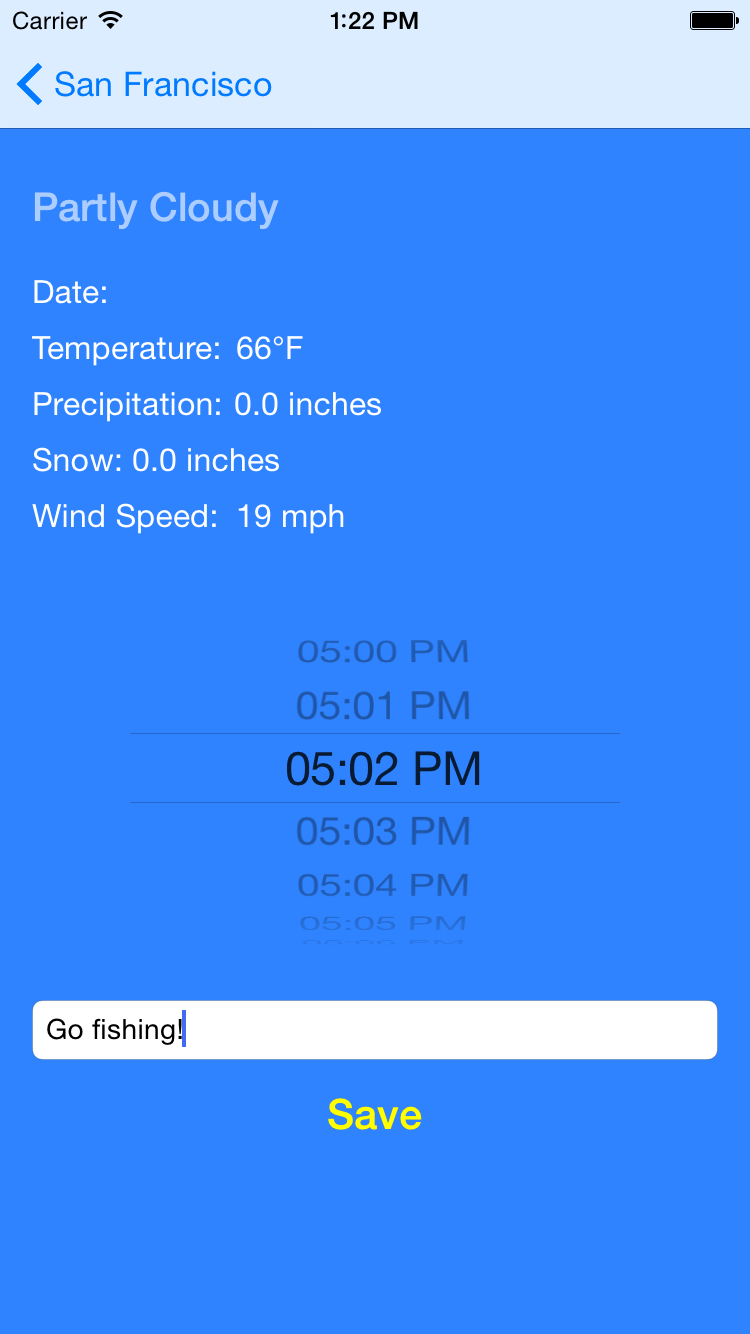 Carrier 1:22 PM
San Francisco
Partly Cloudy
Date:
Temperature: 66°F
Precipitation: 0.0 inches
Snow: 0.0 inches
Wind Speed: 19 mph
05:00 PM
05:01 PM
05:02 PM
05:03 PM
05:04 PM
05:05 PM
Go fishing!
Save